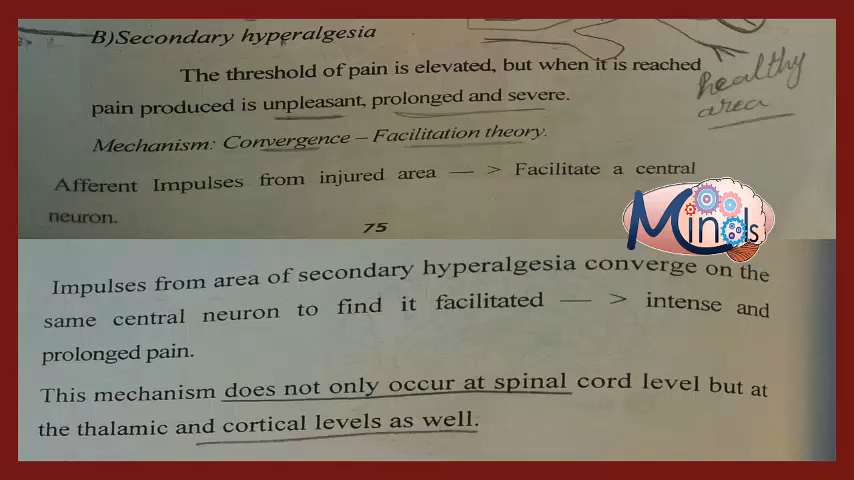 B)Secondary hyperalgesia
The threshold of pain is elevated, but when it is reached
pain produced is unpleasant, prolonged and severe.
healthy
area
Mechanism: Convergence – Facilitation theory.
Afferent Impulses from injured area — > Facilitate a central
neuron.
75
Minds
Impulses from area of secondary hyperalgesia converge on the
same central neuron to find it facilitated — > intense and
prolonged pain.
This mechanism does not only occur at spinal cord level but at
the thalamic and cortical levels as well.